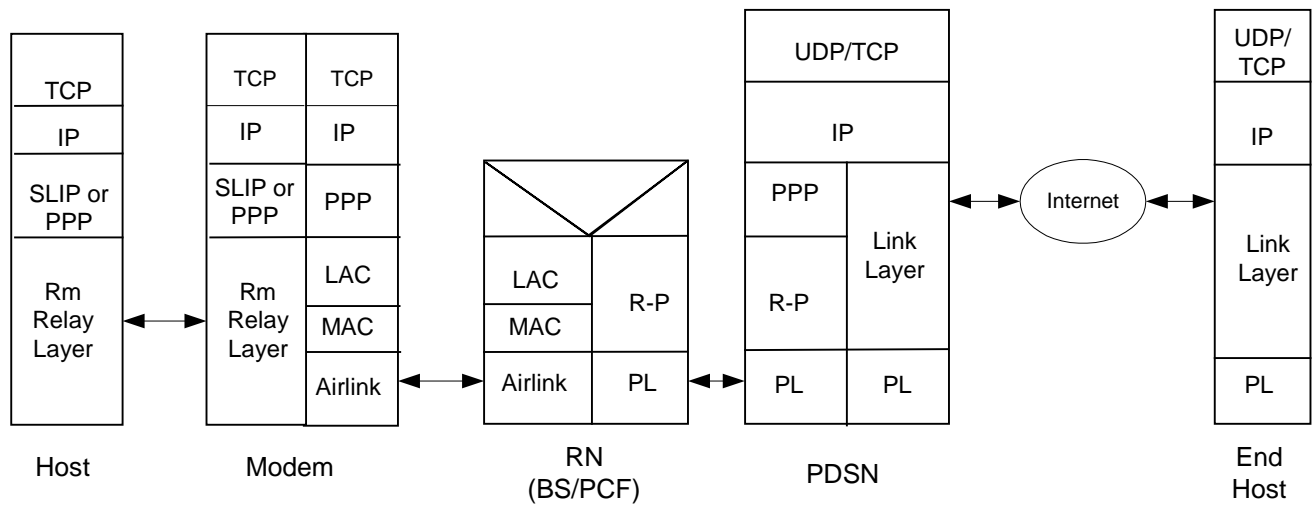 TCP
IP
SLIP or
PPP
Rm
Relay
Layer
Host
TCP
IP
SLIP or
PPP
Rm
Relay
Layer
TCP
IP
PPP
LAC
MAC
Airlink
Modem
LAC
MAC
Airlink
R-P
PL
RN
(BS/PCF)
UDP/TCP
IP
PPP
R-P
PL
Link
Layer
PL
PDSN
Internet
UDP/
TCP
IP
Link
Layer
PL
End
Host